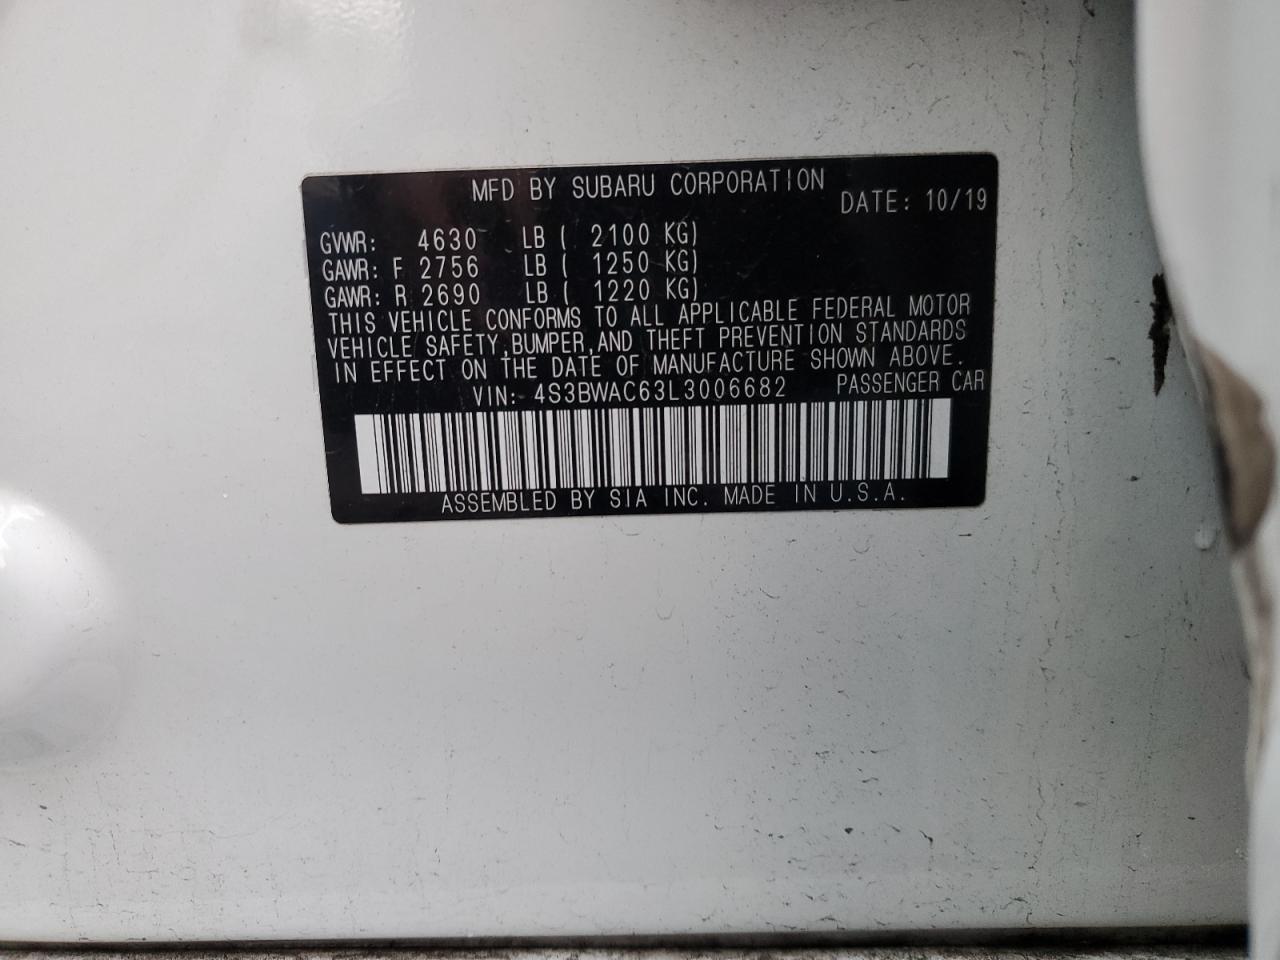 MFD BY SUBARU CORPORATION DATE: 10/19
GVWR: 4630 LB ( 2100 KG)
GAWR: F 2756 LB ( 1250 KG)
GAWR: R 2690 LB ( 1220 KG)
THIS VEHICLE CONFORMS TO ALL APPLICABLE FEDERAL MOTOR
VEHICLE SAFETY,BUMPER,AND THEFT PREVENTION STANDARDS
IN EFFECT ON THE DATE OF MANUFACTURE SHOWN ABOVE.
VIN: 4S3BWAC63L3006682 PASSENGER CAR
ASSEMBLED BY SIA INC. MADE IN U.S.A.